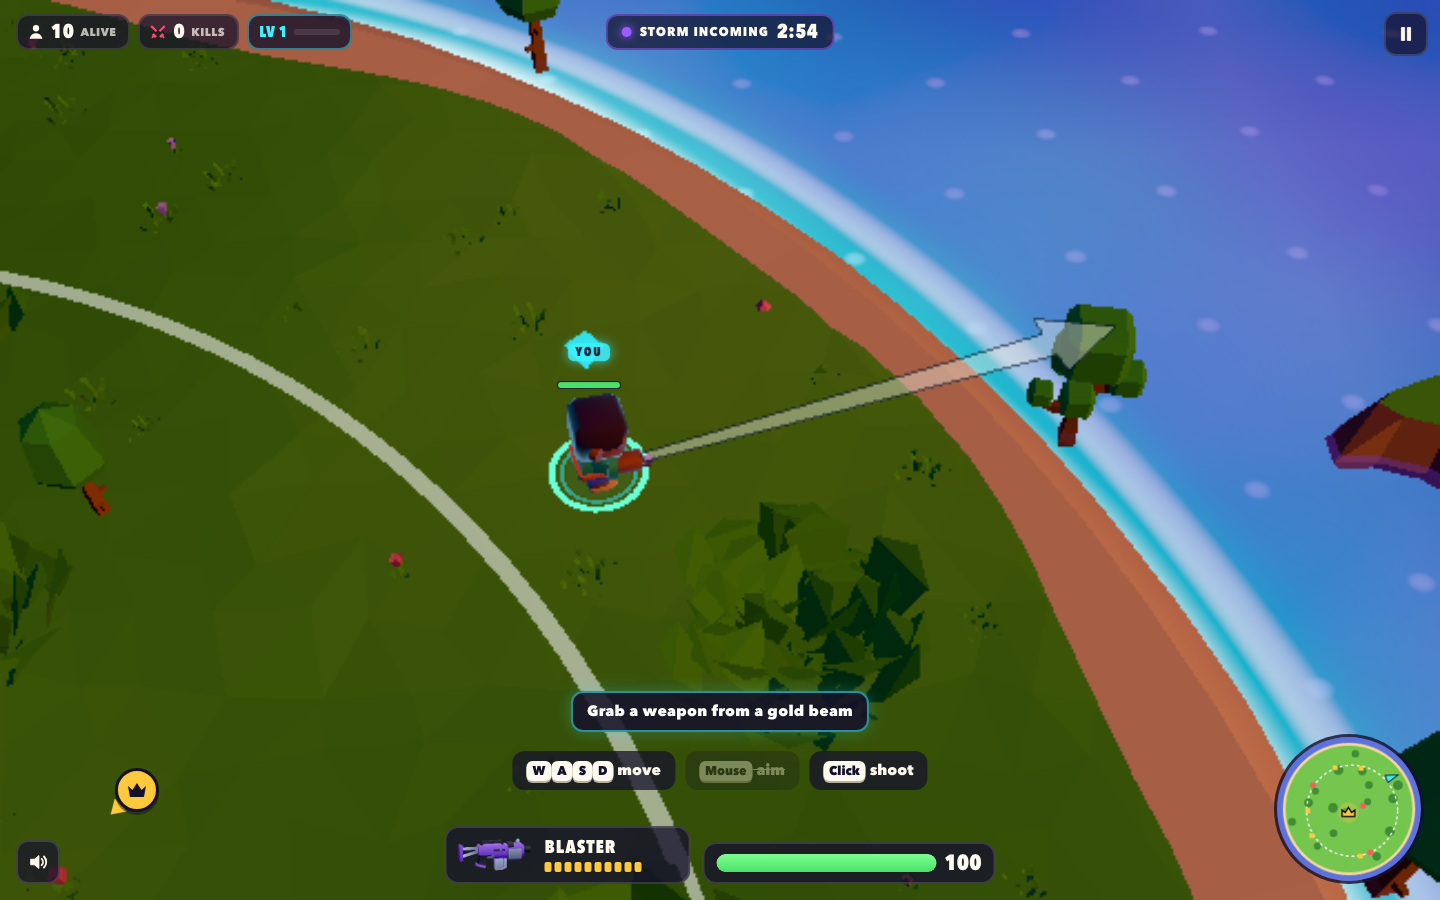 10 ALIVE
0 KILLS
LV 1
STORM INCOMING 2:54
YOU
Grab a weapon from a gold beam
W A S D move
Mouse aim
Click shoot
BLASTER
100